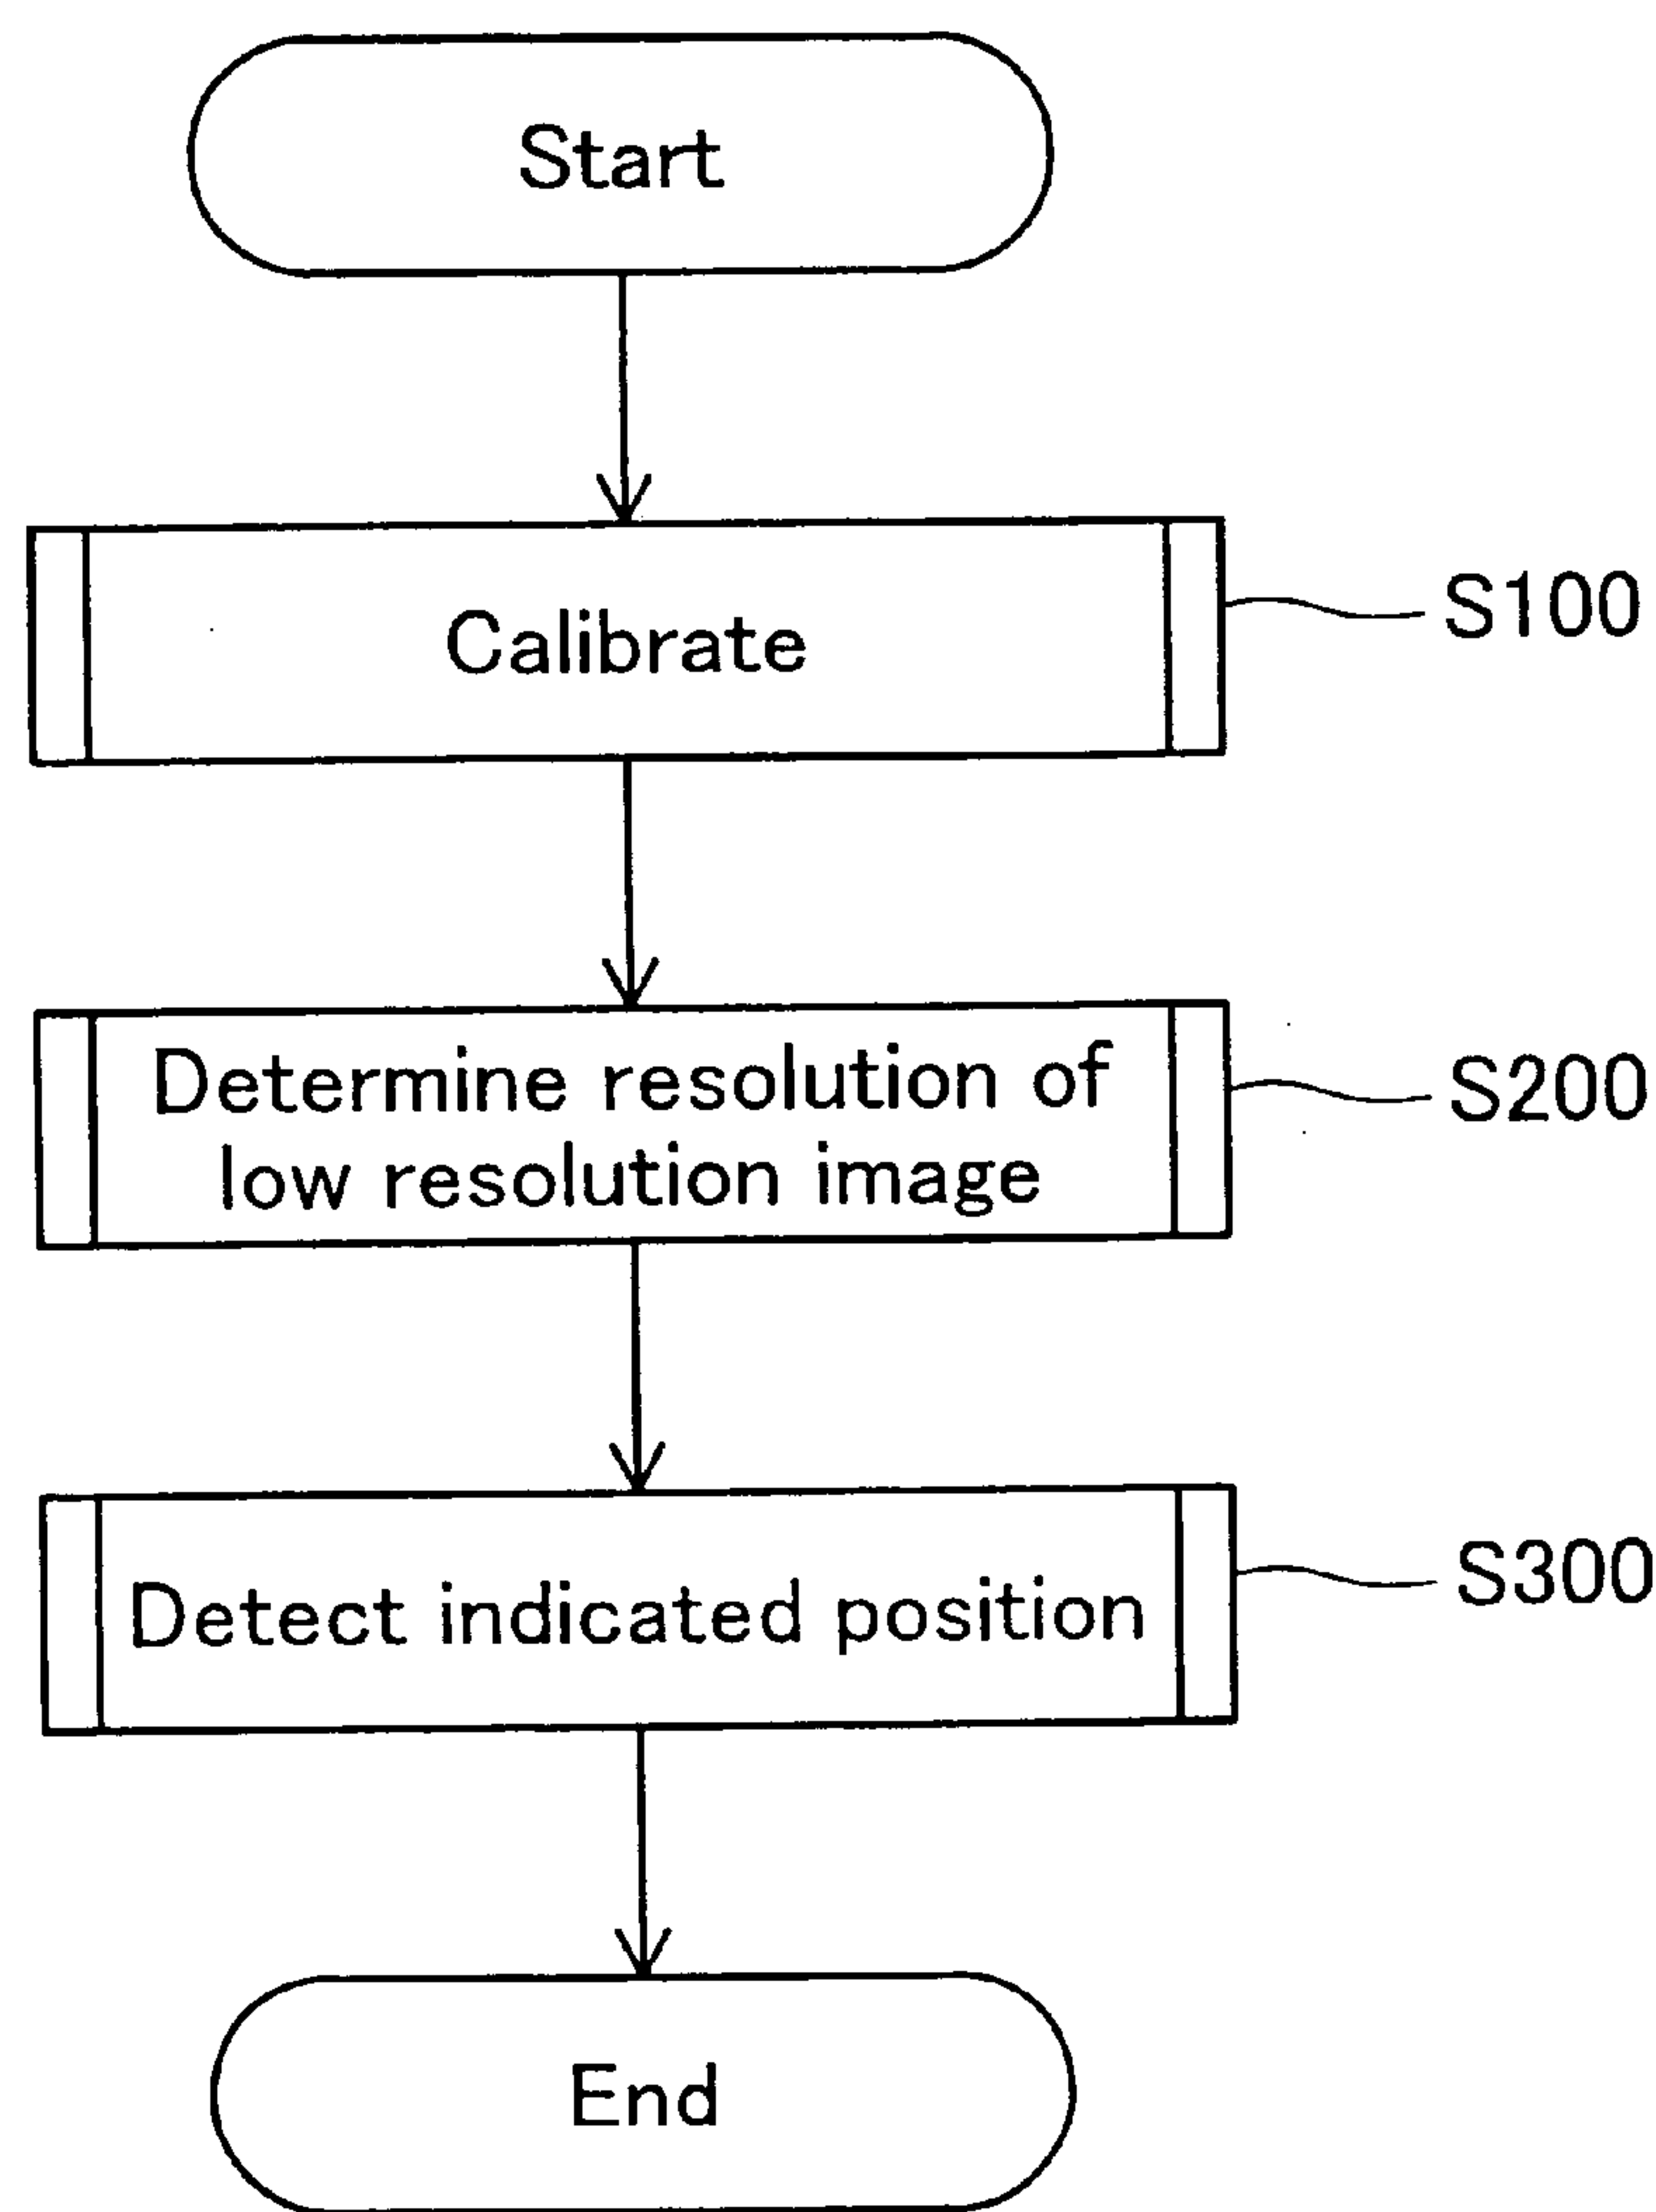 Start
Calibrate
S100
Determine resolution of
low resolution image
S200
Detect indicated position
S300
End